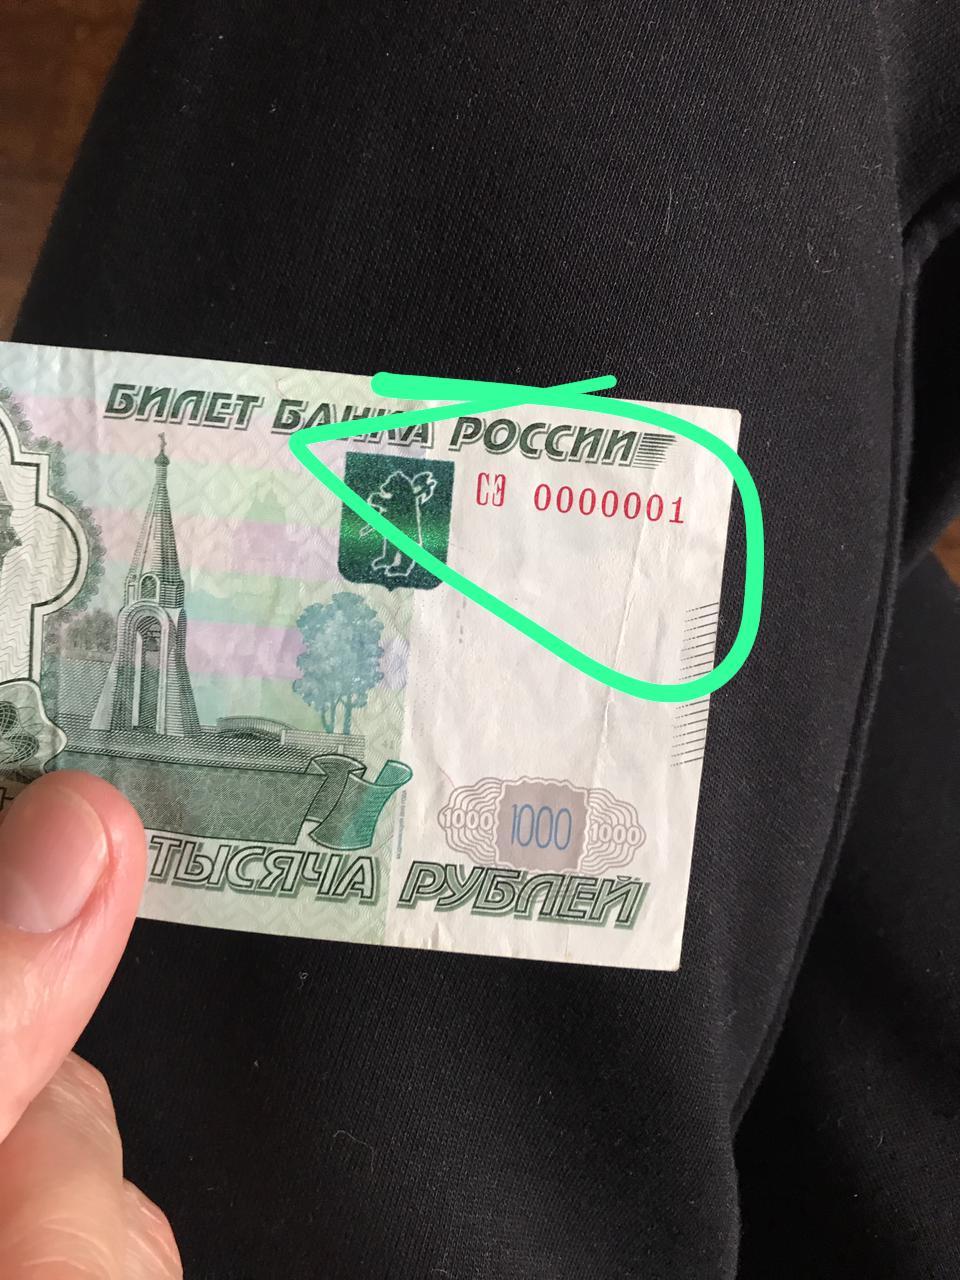 БИЛЕТ БАНКА РОССИИ
СЭ 0000001
1000 1000 1000
ТЫСЯЧА РУБЛЕЙ